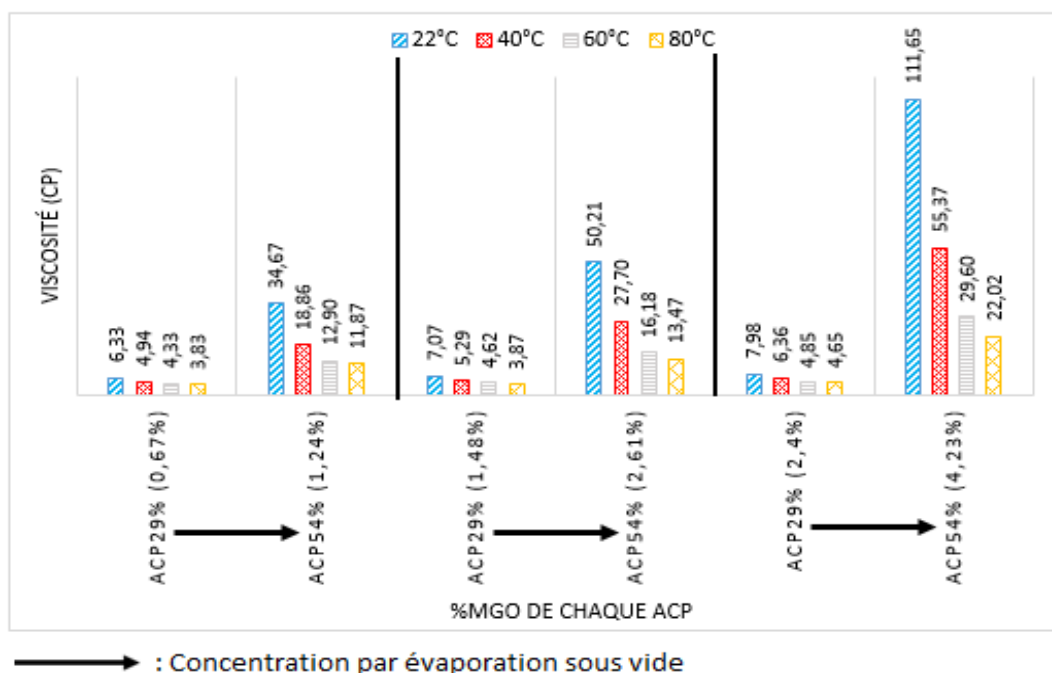 22°C 40°C 60°C 80°C
VISCOSITÉ (CP)
6,33
4,94
4,33
3,83
34,67
18,86
12,90
11,87
7,07
5,29
4,62
3,87
50,21
27,70
16,18
13,47
7,98
6,36
4,85
4,65
111,65
55,37
29,60
22,02
ACP29% (0,67%)
ACP54% (1,24%)
ACP29% (1,48%)
ACP54% (2,61%)
ACP29% (2,4%)
ACP54% (4,23%)
%MGO DE CHAQUE ACP
: Concentration par évaporation sous vide